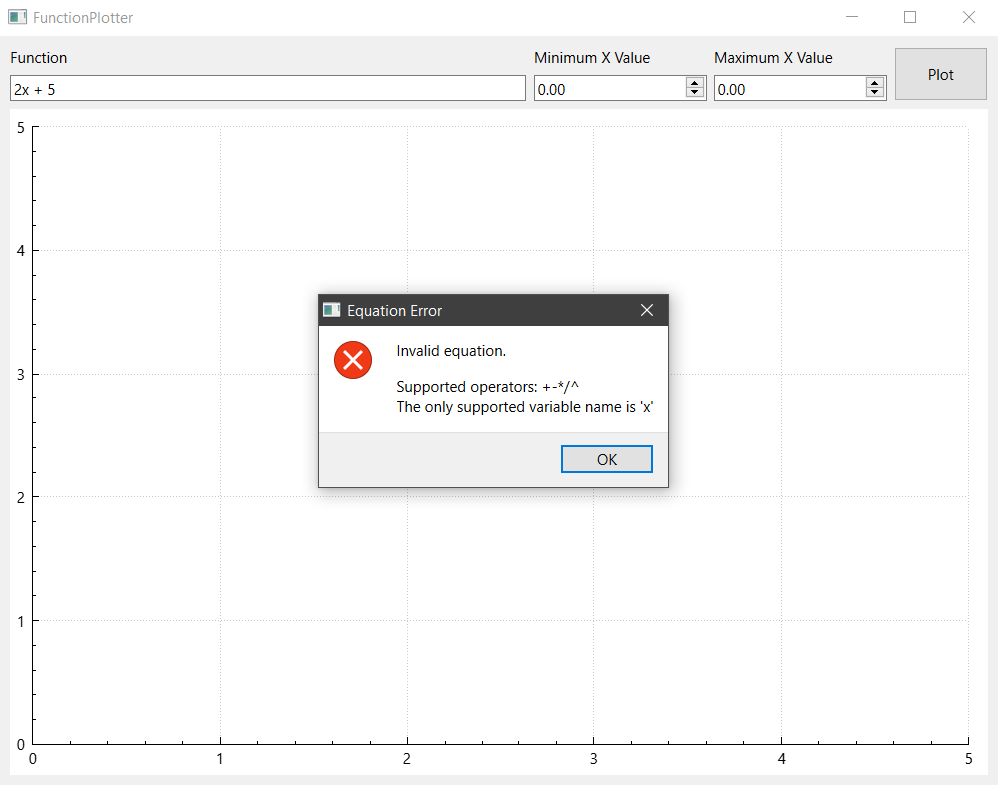 FunctionPlotter
Function
Minimum X Value
Maximum X Value
2x + 5
0.00
0.00
Plot
5
4
3
2
1
0
Equation Error
Invalid equation.
Supported operators: +-*/^
The only supported variable name is 'x'
OK
0
1
2
3
4
5